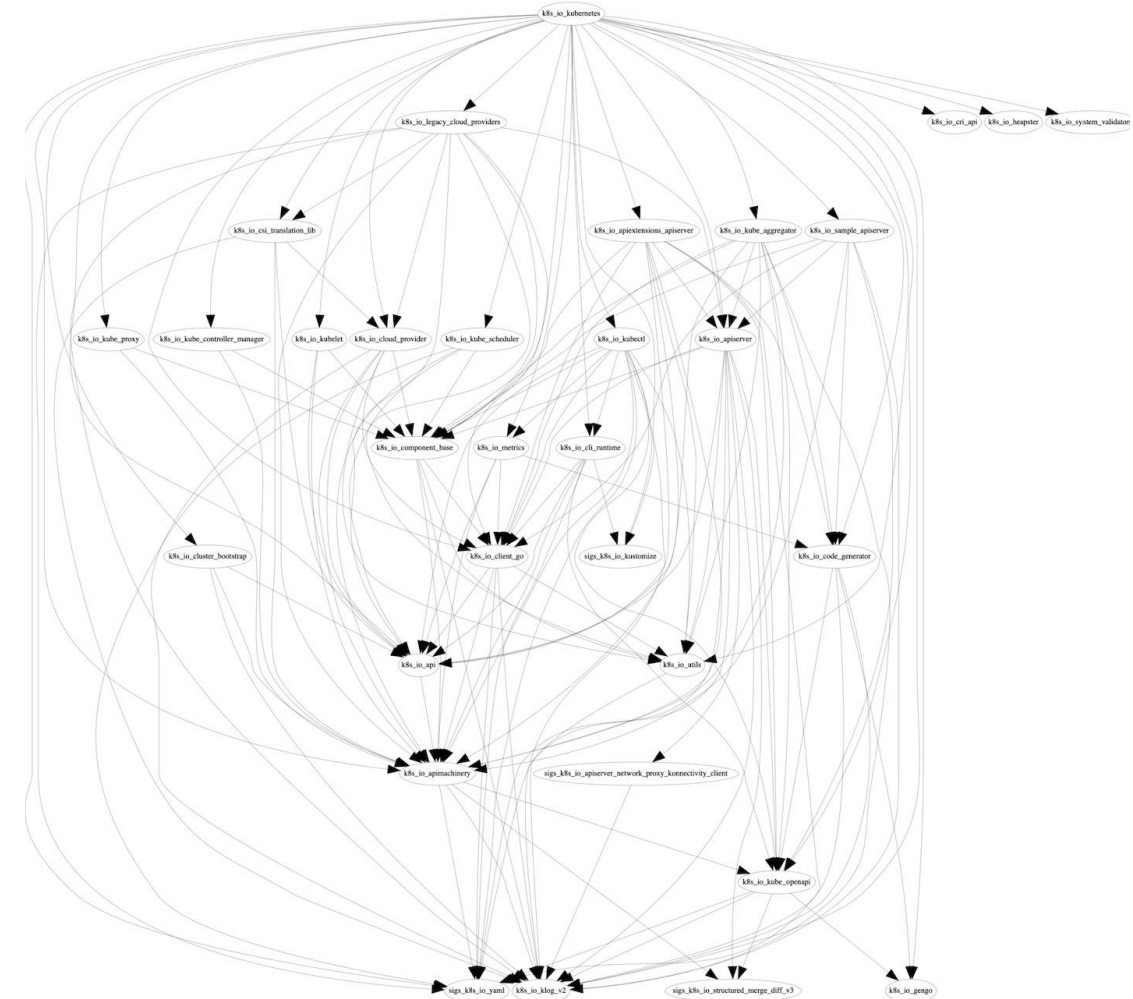 k8s_io_kubernetes
k8s_io_legacy_cloud_providers
k8s_io_cri_api
k8s_io_heapster
k8s_io_system_validators
k8s_io_csi_translation_lib
k8s_io_apiextensions_apiserver
k8s_io_kube_aggregator
k8s_io_sample_apiserver
k8s_io_kube_proxy
k8s_io_kube_controller_manager
k8s_io_kubelet
k8s_io_cloud_provider
k8s_io_kube_scheduler
k8s_io_kubectl
k8s_io_apiserver
k8s_io_component_base
k8s_io_metrics
k8s_io_cli_runtime
k8s_io_cluster_bootstrap
k8s_io_client_go
sigs_k8s_io_kustomize
k8s_io_code_generator
k8s_io_api
k8s_io_utils
k8s_io_apimachinery
sigs_k8s_io_apiserver_network_proxy_konnectivity_client
k8s_io_kube_openapi
sigs_k8s_io_yaml
k8s_io_klog_v2
sigs_k8s_io_structured_merge_diff_v3
k8s_io_gengo